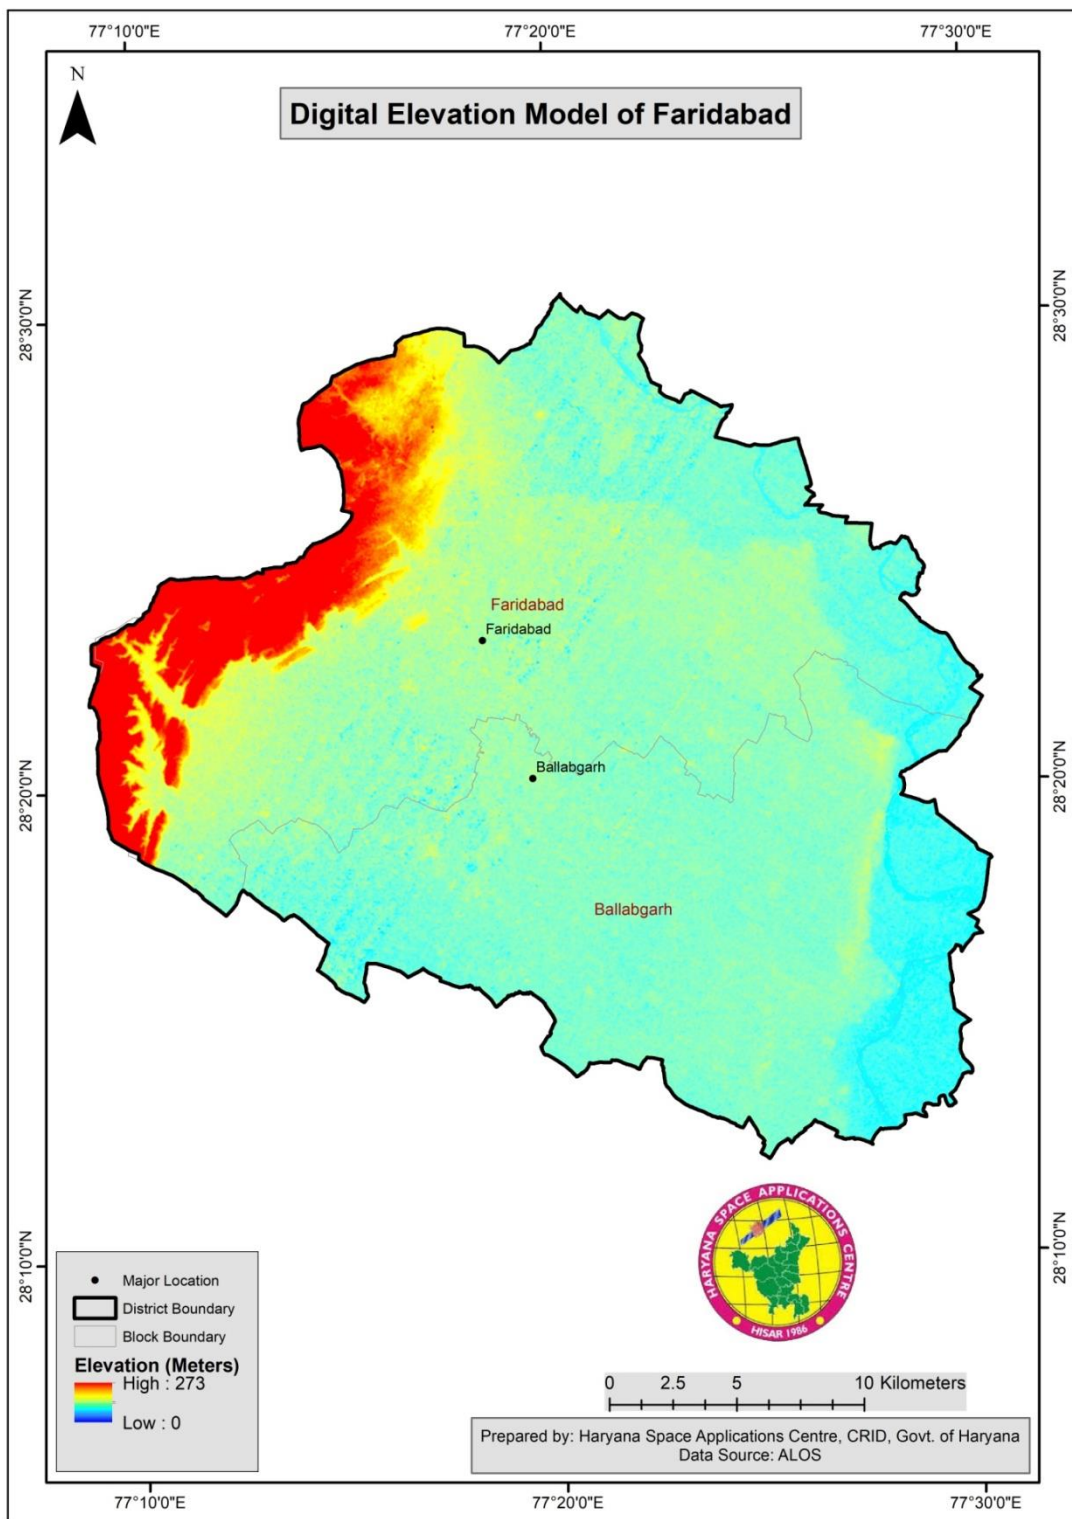 77°10'0"E
77°20'0"E
77°30'0"E
N
Digital Elevation Model of Faridabad
28°30'0"N
28°30'0"N
Faridabad
Faridabad
28°20'0"N
28°20'0"N
Ballabgarh
Ballabgarh
28°10'0"N
28°10'0"N
HARYANA SPACE APPLICATIONS CENTRE
HISAR 1986
Major Location
District Boundary
Block Boundary
Elevation (Meters)
High : 273
Low : 0
0 2.5 5 10 Kilometers
Prepared by: Haryana Space Applications Centre, CRID, Govt. of Haryana
Data Source: ALOS
77°10'0"E
77°20'0"E
77°30'0"E